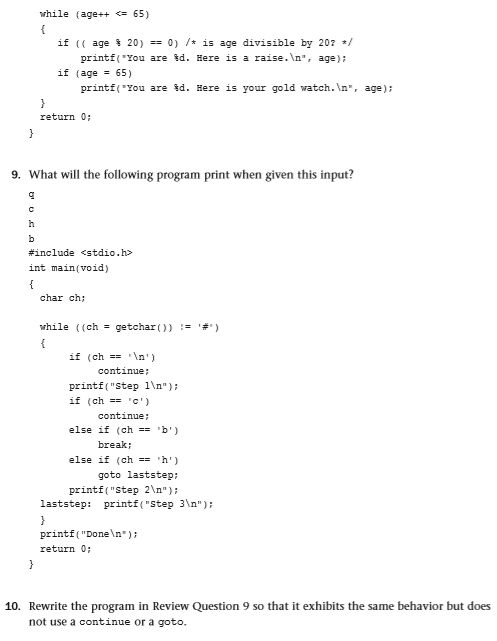 while (age++ <= 65)
{
if (( age % 20) == 0) /* is age divisible by 20? */
printf("You are %d. Here is a raise.\n", age);
if (age = 65)
printf("You are %d. Here is your gold watch.\n", age);
}
return 0;
}
9. What will the following program print when given this input?
q
c
h
b
#include <stdio.h>
int main(void)
{
char ch;
while ((ch = getchar()) != '#')
{
if (ch == '\n')
continue;
printf("Step 1\n");
if (ch == 'c')
continue;
else if (ch == 'b')
break;
else if (ch == 'h')
goto laststep;
printf("Step 2\n");
laststep: printf("Step 3\n");
}
printf("Done\n");
return 0;
}
10. Rewrite the program in Review Question 9 so that it exhibits the same behavior but does
not use a continue or a goto.